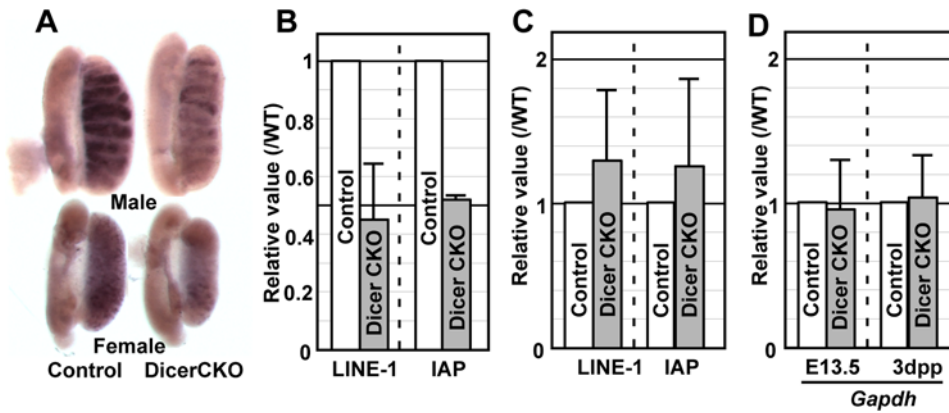 A
Male
Female
Control DicerCKO
B
Relative value (/WT)
1
0.8
0.6
0.4
0.2
0
Control
Dicer CKO
Control
Dicer CKO
LINE-1 IAP
C
Relative value (/WT)
2
1
0
Control
Dicer CKO
Control
Dicer CKO
LINE-1 IAP
D
Relative value (/WT)
2
1
0
Control
Dicer CKO
Control
Dicer CKO
E13.5 3dpp
Gapdh